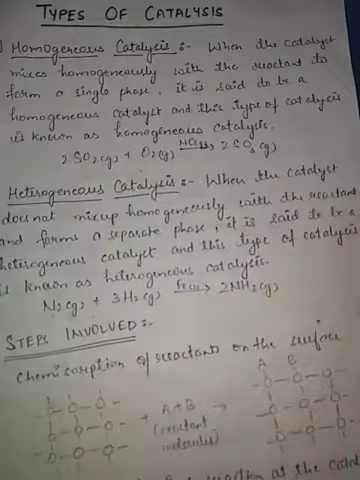 TYPES OF CATALYSIS
Homogeneous Catalysis :- When the catalyst
mixes homogeneously with the reactant to
form a single phase, it is said to be a
homogeneous catalyst and this type of catalysis
is known as homogeneous catalysis.
2SO2(g) + O2(g) NO(g)→ 2SO3(g)
Heterogeneous Catalysis :- When the catalyst
does not mixup homogeneously with the reactant
and forms a separate phase, it is said to be a
heterogeneous catalyst and this type of catalysis
is known as heterogeneous catalysis.
N2(g) + 3H2(g) Fe(s)→ 2NH3(g)
STEPS INVOLVED :-
Chemisorption of reactants on the surface
A B
-O-O-O-
-O-O-O- + A+B → -O-O-O-
-O-O-O- (reactant -O-O-O-
-O-O-O- molecules) -O-O-O-
at the catal